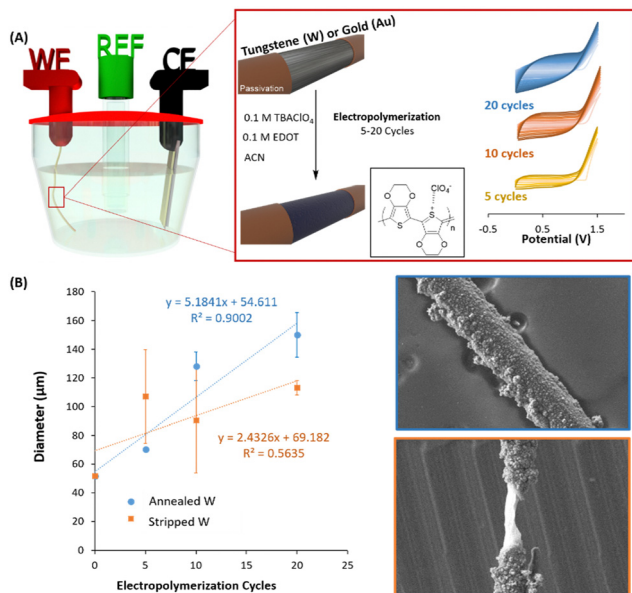 (A)
WE
REF
CE
Tungstene (W) or Gold (Au)
Passivation
0.1 M TBAClO4
0.1 M EDOT
ACN
Electropolymerization
5-20 Cycles
ClO4-
O
O
S
S+
O
O
n
20 cycles
10 cycles
5 cycles
-0.5
0.5
1.5
Potential (V)
(B)
180
160
140
120
100
80
60
40
20
0
0
5
10
15
20
25
Diameter (μm)
y = 5.1841x + 54.611
R² = 0.9002
y = 2.4326x + 69.182
R² = 0.5635
Annealed W
Stripped W
Electropolymerization Cycles